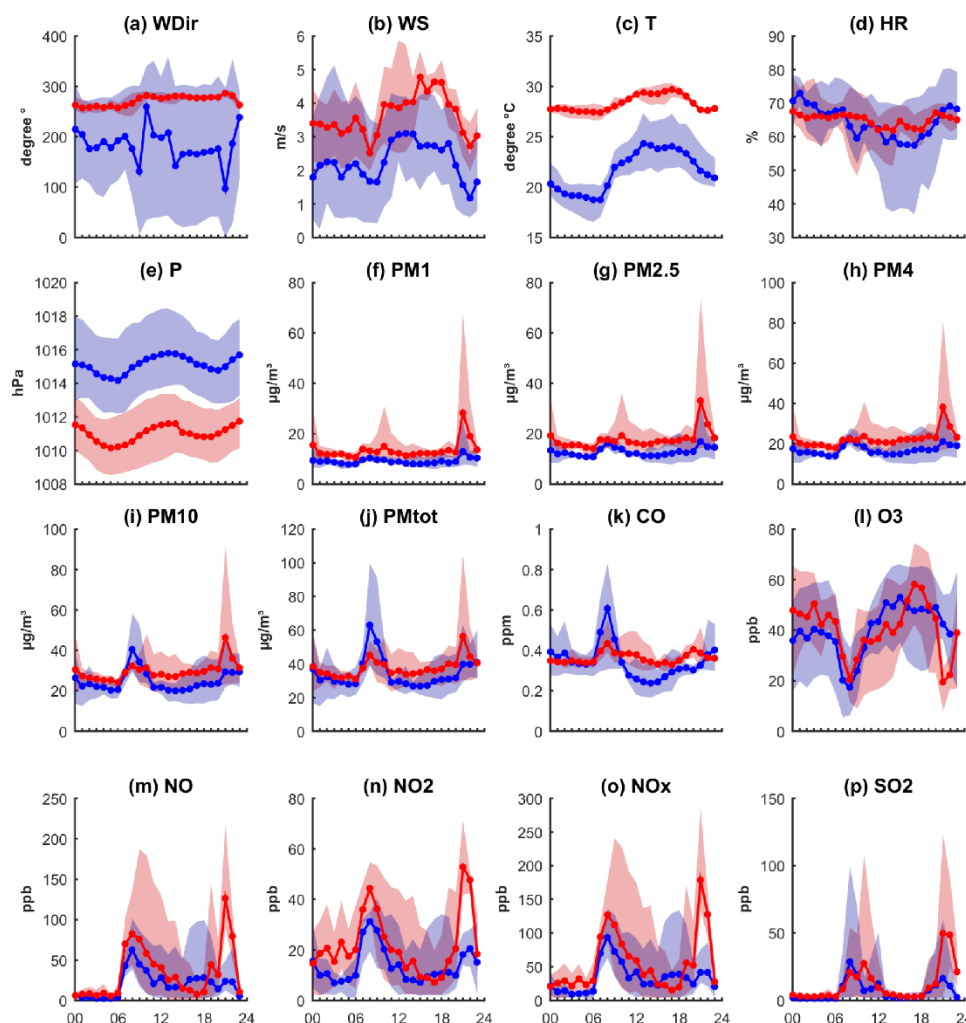 (a) WDir (b) WS (c) T (d) HR
400 300 200 100 0 degree °
6 5 4 3 2 1 0 m/s
35 30 25 20 15 degree °C
90 80 70 60 50 40 30 %
(e) P (f) PM1 (g) PM2.5 (h) PM4
1020 1018 1016 1014 1012 1010 1008 hPa
80 60 40 20 0 µg/m³
80 60 40 20 0 µg/m³
100 80 60 40 20 0 µg/m³
(i) PM10 (j) PMtot (k) CO (l) O3
100 80 60 40 20 0 µg/m³
120 100 80 60 40 20 0 µg/m³
1 0.8 0.6 0.4 0.2 0 ppm
80 60 40 20 0 ppb
(m) NO (n) NO2 (o) NOx (p) SO2
250 200 150 100 50 0 ppb
80 60 40 20 0 ppb
300 250 200 150 100 50 0 ppb
150 100 50 0 ppb
00 06 12 18 24 00 06 12 18 24 00 06 12 18 24 00 06 12 18 24